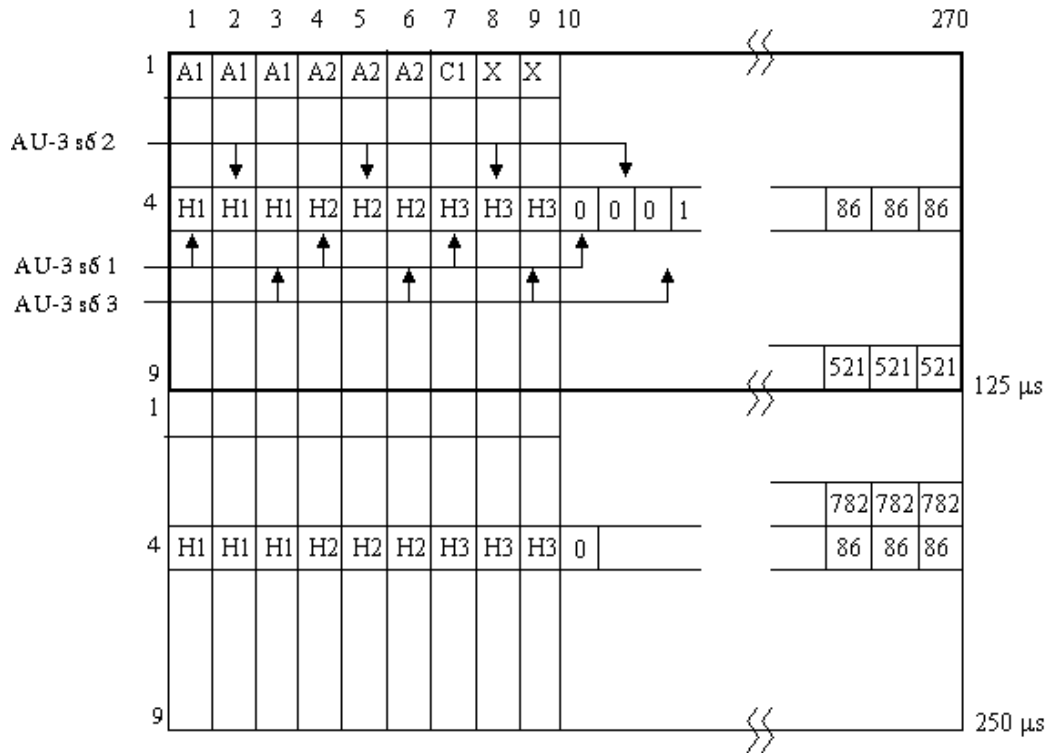 1 2 3 4 5 6 7 8 9 10 270
1 A1 A1 A1 A2 A2 A2 C1 X X
AU-3 số 2
4 H1 H1 H1 H2 H2 H2 H3 H3 H3 0 0 0 1 86 86 86
AU-3 số 1
AU-3 số 3
9 521 521 521
125 μs
1
782 782 782
4 H1 H1 H1 H2 H2 H2 H3 H3 H3 0 86 86 86
9
250 μs